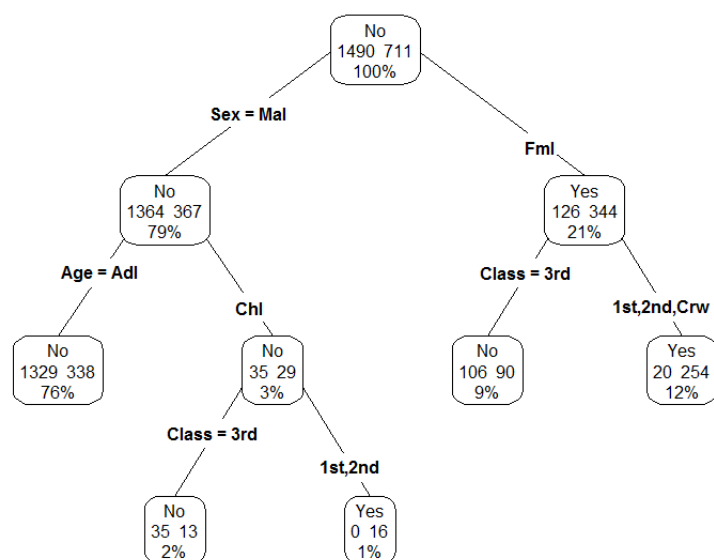 No
1490 711
100%
Sex = Mal
Fml
No
1364 367
79%
Yes
126 344
21%
Age = Adl
Chl
Class = 3rd
1st,2nd,Crw
No
1329 338
76%
No
35 29
3%
No
106 90
9%
Yes
20 254
12%
Class = 3rd
1st,2nd
No
35 13
2%
Yes
0 16
1%